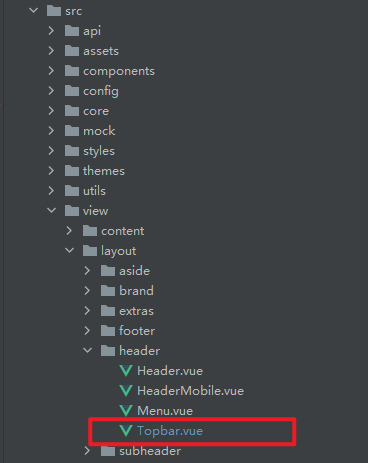 src
api
assets
components
config
core
mock
styles
themes
utils
view
content
layout
aside
brand
extras
footer
header
Header.vue
HeaderMobile.vue
Menu.vue
Topbar.vue
subheader